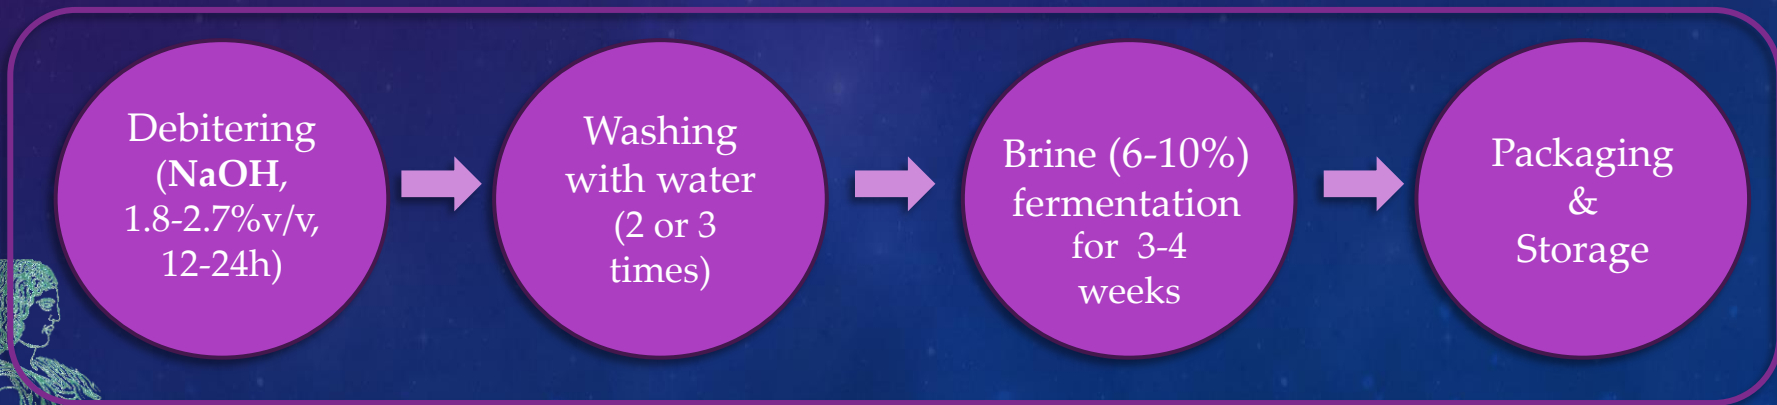 Debitering
(NaOH,
1.8-2.7%v/v,
12-24h)
Washing
with water
(2 or 3
times)
Brine (6-10%)
fermentation
for 3-4
weeks
Packaging
&
Storage